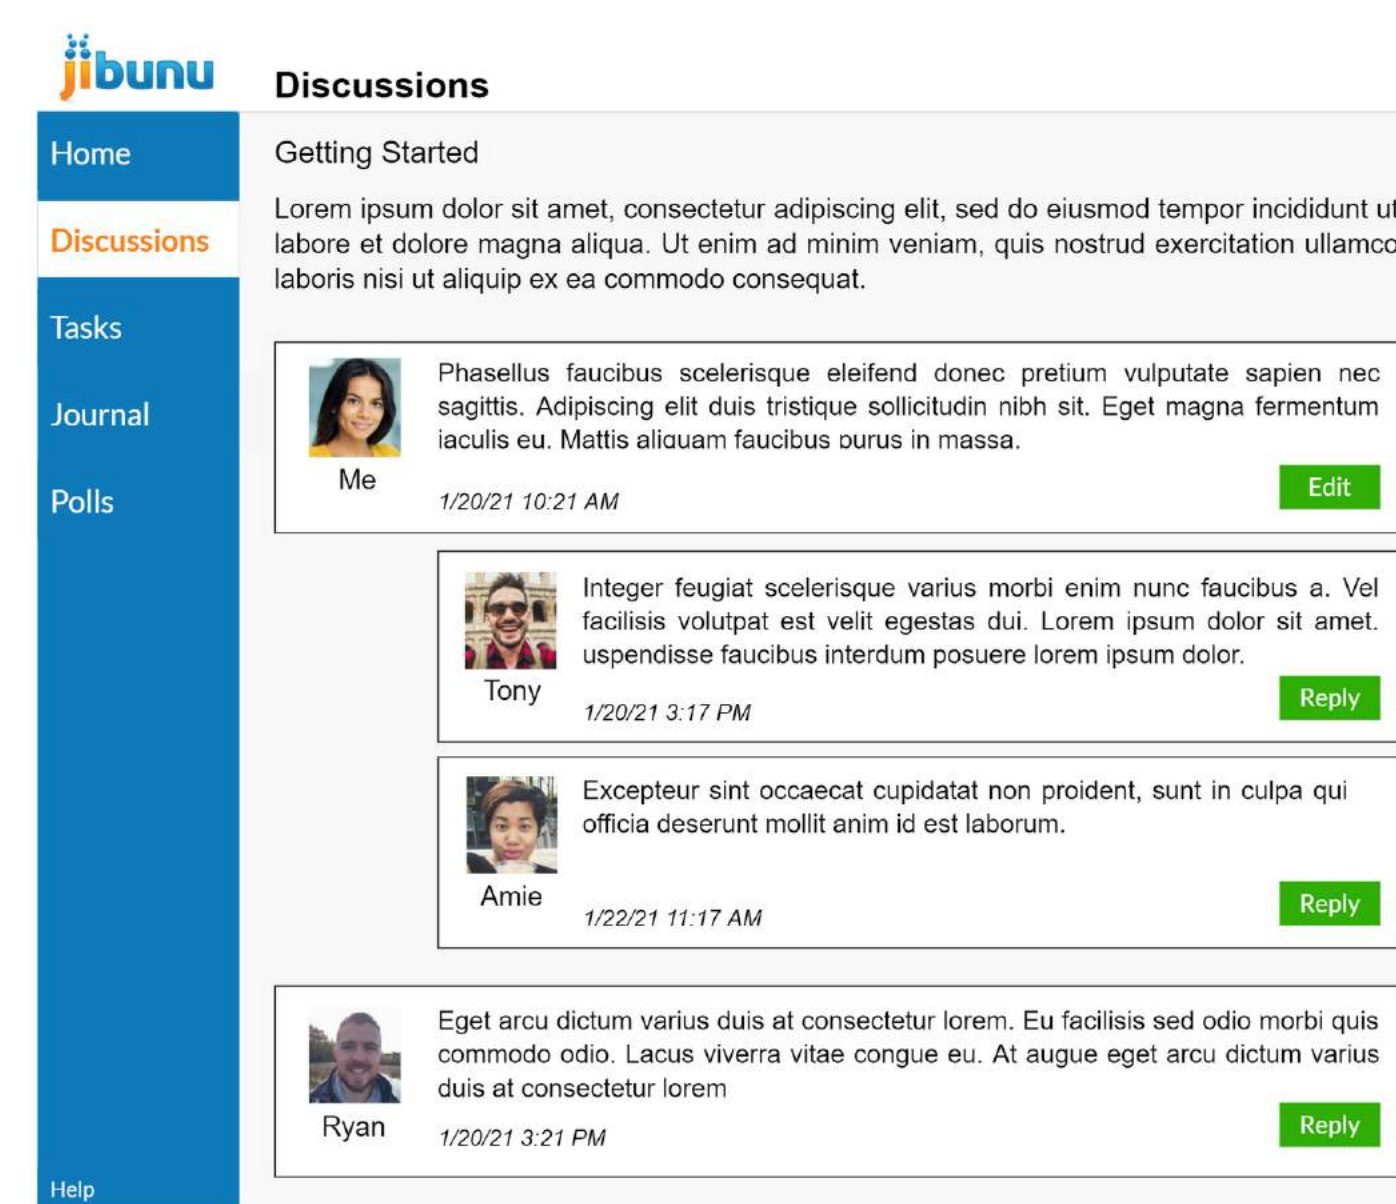 jibunu
Discussions
Home
Discussions
Tasks
Journal
Polls
Help
Getting Started
Lorem ipsum dolor sit amet, consectetur adipiscing elit, sed do eiusmod tempor incididunt ut
labore et dolore magna aliqua. Ut enim ad minim veniam, quis nostrud exercitation ullamco
laboris nisi ut aliquip ex ea commodo consequat.
Me
Phasellus faucibus scelerisque eleifend donec pretium vulputate sapien nec
sagittis. Adipiscing elit duis tristique sollicitudin nibh sit. Eget magna fermentum
iaculis eu. Mattis aliquam faucibus purus in massa.
1/20/21 10:21 AM
Edit
Tony
Integer feugiat scelerisque varius morbi enim nunc faucibus a. Vel
facilisis volutpat est velit egestas dui. Lorem ipsum dolor sit amet.
uspendisse faucibus interdum posuere lorem ipsum dolor.
1/20/21 3:17 PM
Reply
Amie
Excepteur sint occaecat cupidatat non proident, sunt in culpa qui
officia deserunt mollit anim id est laborum.
1/22/21 11:17 AM
Reply
Ryan
Eget arcu dictum varius duis at consectetur lorem. Eu facilisis sed odio morbi quis
commodo odio. Lacus viverra vitae congue eu. At augue eget arcu dictum varius
duis at consectetur lorem
1/20/21 3:21 PM
Reply